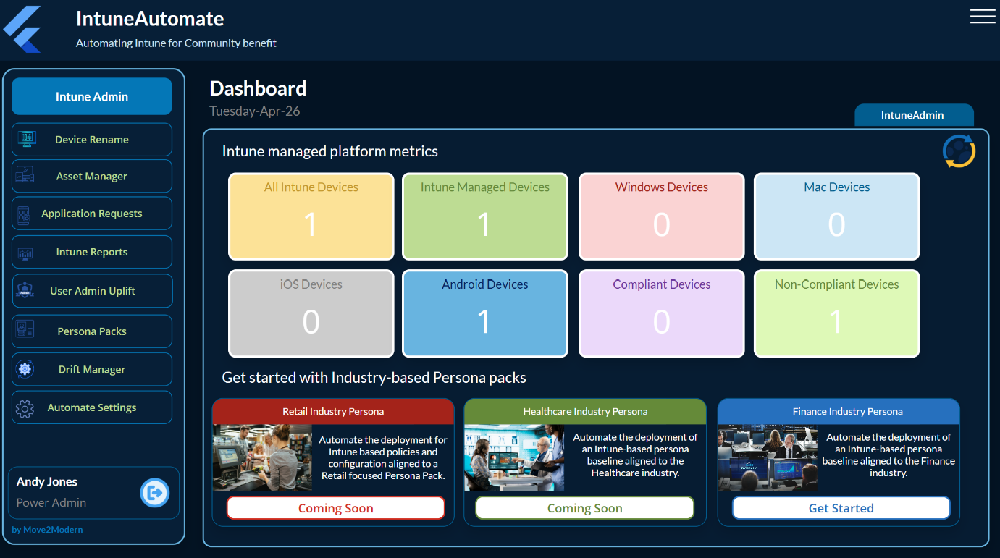 IntuneAutomate
Automating Intune for Community benefit
Intune Admin
Device Rename
Asset Manager
Application Requests
Intune Reports
User Admin Uplift
Persona Packs
Drift Manager
Automate Settings
Andy Jones
Power Admin
by Move2Modern
Dashboard
Tuesday-Apr-26
IntuneAdmin
Intune managed platform metrics
All Intune Devices
1
Intune Managed Devices
1
Windows Devices
0
Mac Devices
0
iOS Devices
0
Android Devices
1
Compliant Devices
0
Non-Compliant Devices
1
Get started with Industry-based Persona packs
Retail Industry Persona
Automate the deployment for
Intune based policies and
configuration aligned to a
Retail focused Persona Pack.
Coming Soon
Healthcare Industry Persona
Automate the deployment of
an Intune-based persona
baseline aligned to the
Healthcare industry.
Coming Soon
Finance Industry Persona
Automate the deployment of
an Intune-based persona
baseline aligned to the Finance
industry.
Get Started